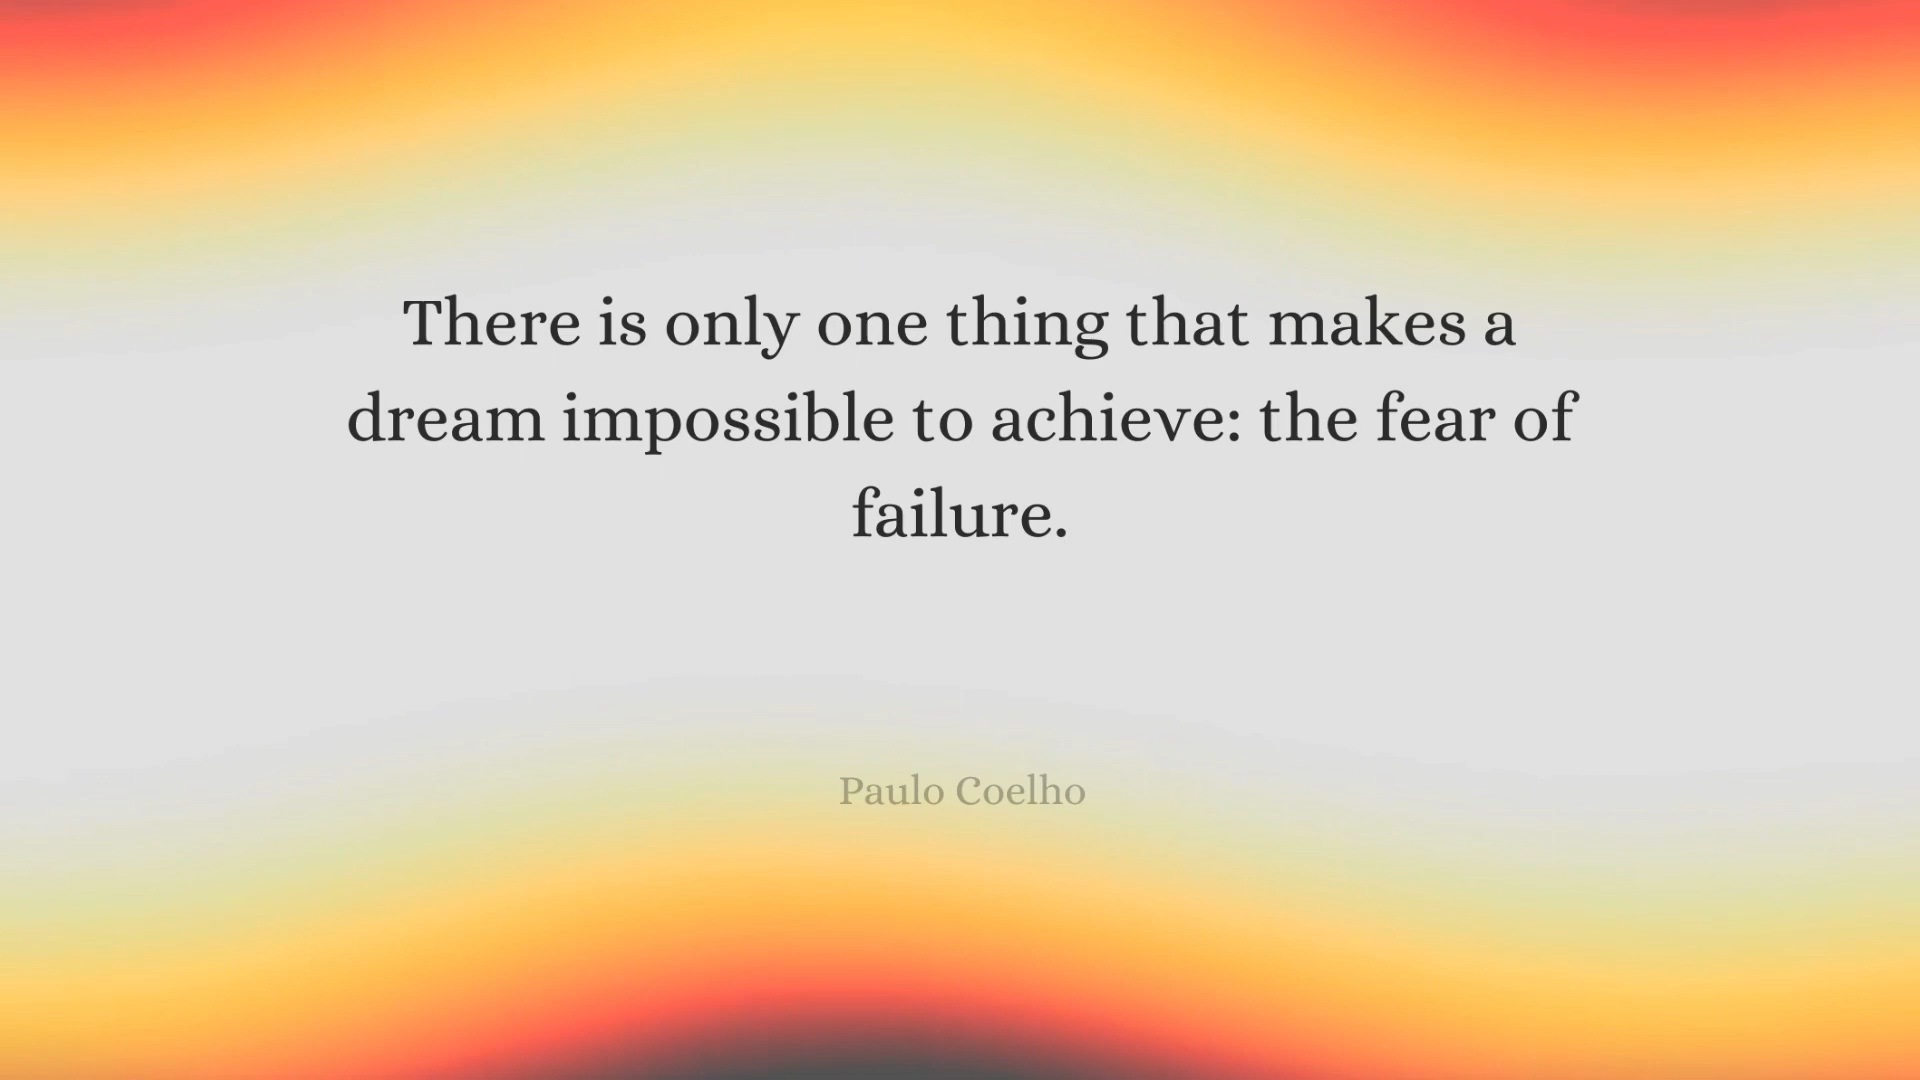 There is only one thing that makes a
dream impossible to achieve: the fear of
failure.
Paulo Coelho